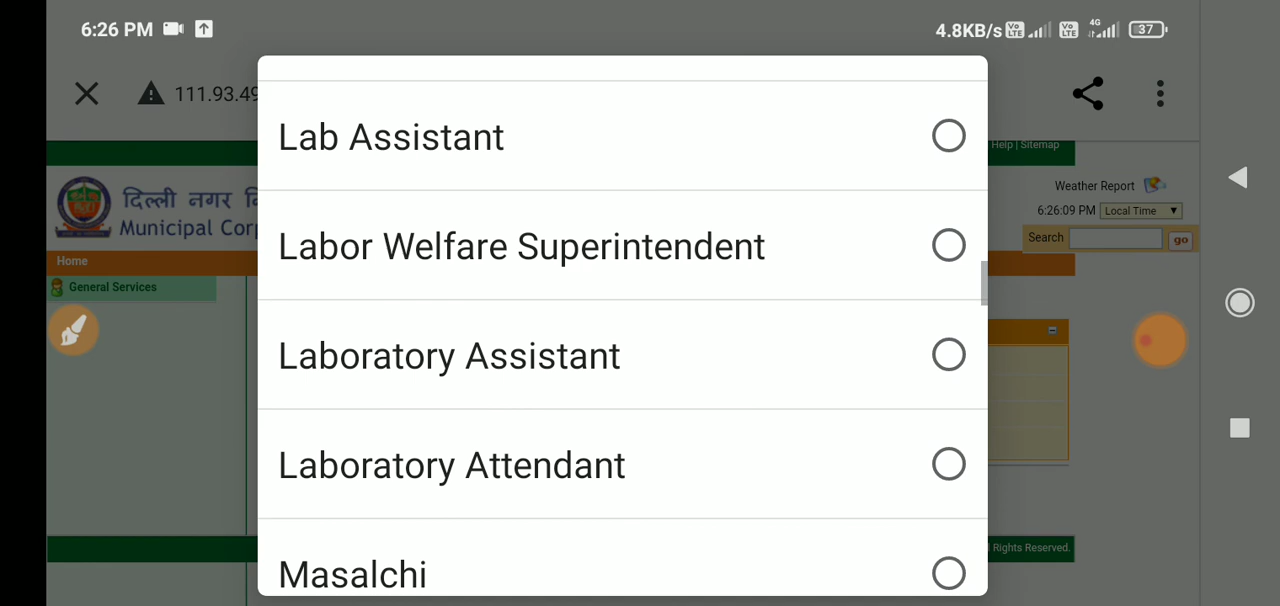 6:26 PM
4.8KB/s
4G
37
111.93.49
Help | Sitemap
Weather Report
6:26:09 PM Local Time
Search go
दिल्ली नगर
Municipal
Home
General Services
Lab Assistant
Labor Welfare Superintendent
Laboratory Assistant
Laboratory Attendant
Masalchi
Rights Reserved.